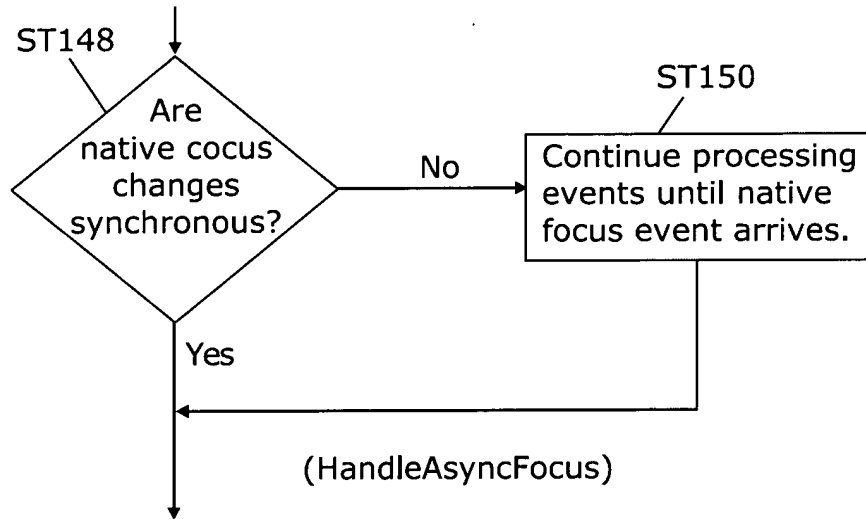 ST148
Are
native cocus
changes
synchronous?
No
ST150
Continue processing
events until native
focus event arrives.
Yes
(HandleAsyncFocus)